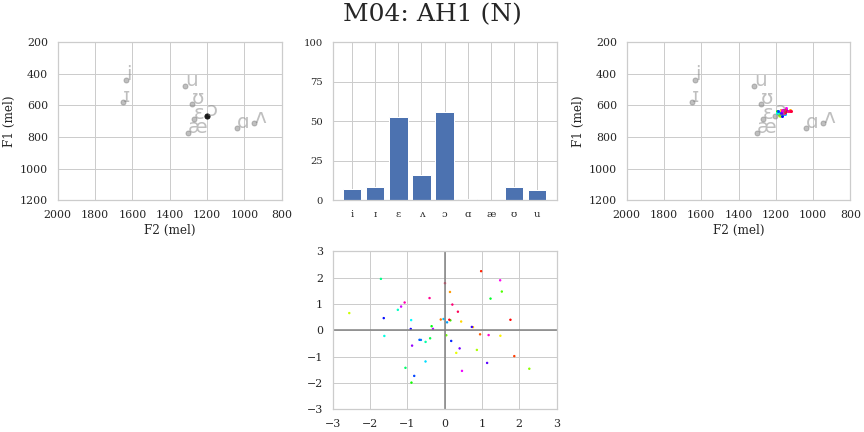 M04: AH1 (N)
200
400
600
800
1000
1200
2000 1800 1600 1400 1200 1000 800
F1 (mel)
F2 (mel)
i
u
ɪ
ʊ
ɛ ɔ
æ
ɑ ʌ
100
75
50
25
0
i ɪ ɛ ʌ ɔ ɑ æ ʊ u
200
400
600
800
1000
1200
2000 1800 1600 1400 1200 1000 800
F1 (mel)
F2 (mel)
i
u
ɪ
ʊ
ɛ ɔ
æ
ɑ ʌ
3
2
1
0
−1
−2
−3
−3 −2 −1 0 1 2 3